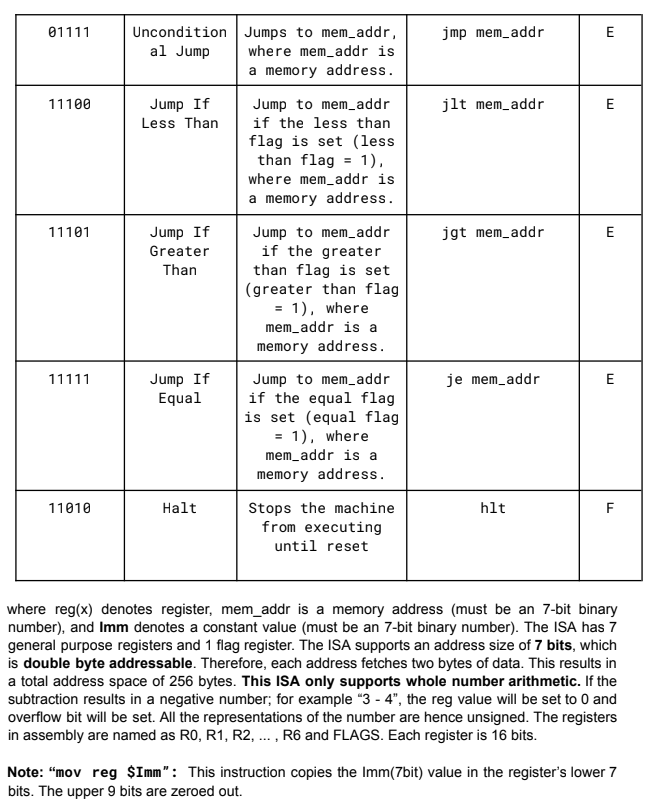 01111 Uncondition Jumps to mem_addr, jmp mem_addr E
al Jump where mem_addr is
a memory address.
11100 Jump If Jump to mem_addr jlt mem_addr E
Less Than if the less than
flag is set (less
than flag = 1),
where mem_addr is
a memory address.
11101 Jump If Jump to mem_addr jgt mem_addr E
Greater if the greater
Than than flag is set
(greater than flag
= 1), where
mem_addr is a
memory address.
11111 Jump If Jump to mem_addr je mem_addr E
Equal if the equal flag
is set (equal flag
= 1), where
mem_addr is a
memory address.
11010 Halt Stops the machine hlt F
from executing
until reset
where reg(x) denotes register, mem_addr is a memory address (must be an 7-bit binary
number), and Imm denotes a constant value (must be an 7-bit binary number). The ISA has 7
general purpose registers and 1 flag register. The ISA supports an address size of 7 bits, which
is double byte addressable. Therefore, each address fetches two bytes of data. This results in
a total address space of 256 bytes. This ISA only supports whole number arithmetic. If the
subtraction results in a negative number; for example “3 - 4”, the reg value will be set to 0 and
overflow bit will be set. All the representations of the number are hence unsigned. The registers
in assembly are named as R0, R1, R2, ... , R6 and FLAGS. Each register is 16 bits.
Note: “mov reg $Imm”: This instruction copies the Imm(7bit) value in the register’s lower 7
bits. The upper 9 bits are zeroed out.